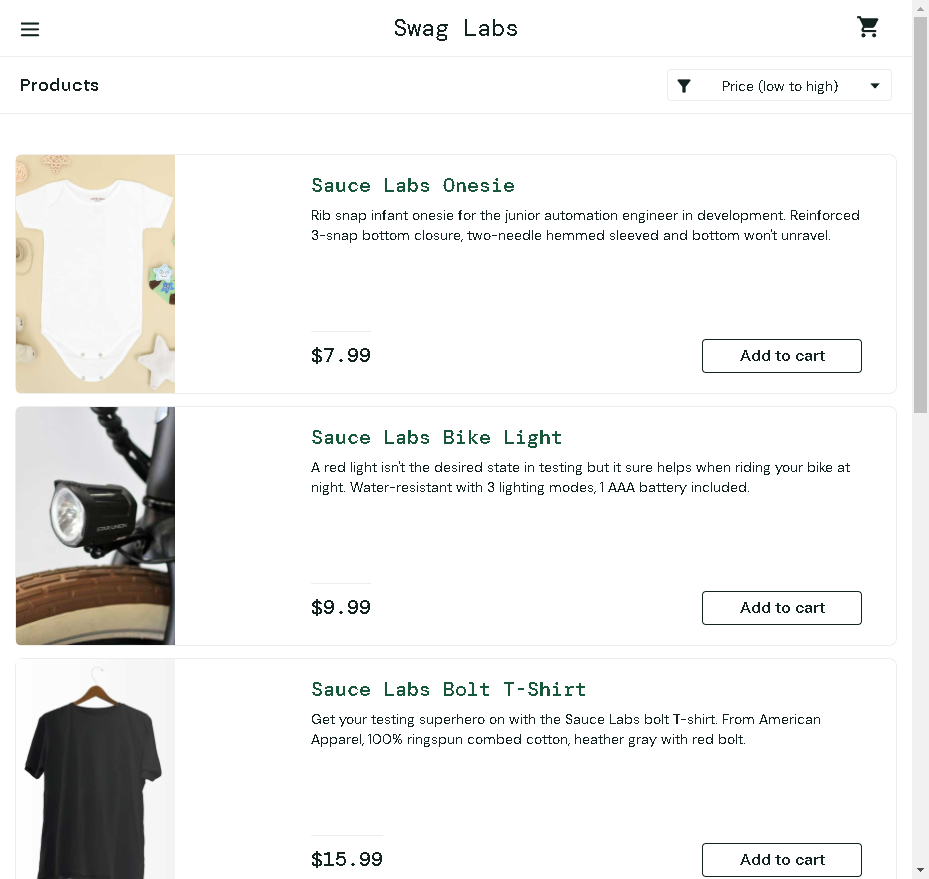 Swag Labs
Products
Price (low to high)
Sauce Labs Onesie
Rib snap infant onesie for the junior automation engineer in development. Reinforced
3-snap bottom closure, two-needle hemmed sleeved and bottom won't unravel.
$7.99
Add to cart
Sauce Labs Bike Light
A red light isn't the desired state in testing but it sure helps when riding your bike at
night. Water-resistant with 3 lighting modes, 1 AAA battery included.
$9.99
Add to cart
Sauce Labs Bolt T-Shirt
Get your testing superhero on with the Sauce Labs bolt T-shirt. From American
Apparel, 100% ringspun combed cotton, heather gray with red bolt.
$15.99
Add to cart